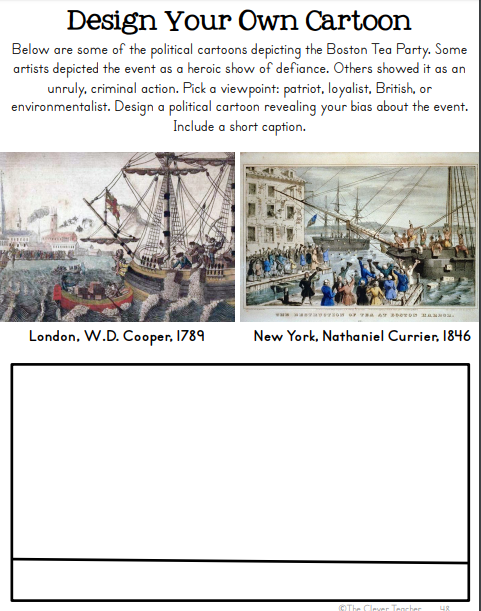 Design Your Own Cartoon
Below are some of the political cartoons depicting the Boston Tea Party. Some
artists depicted the event as a heroic show of defiance. Others showed it as an
unruly, criminal action. Pick a viewpoint: patriot, loyalist, British, or
environmentalist. Design a political cartoon revealing your bias about the event.
Include a short caption.
THE DESTRUCTION OF TEA AT BOSTON HARBOR.
London, W.D. Cooper, 1789
New York, Nathaniel Currier, 1846
©The Clever Teacher 48